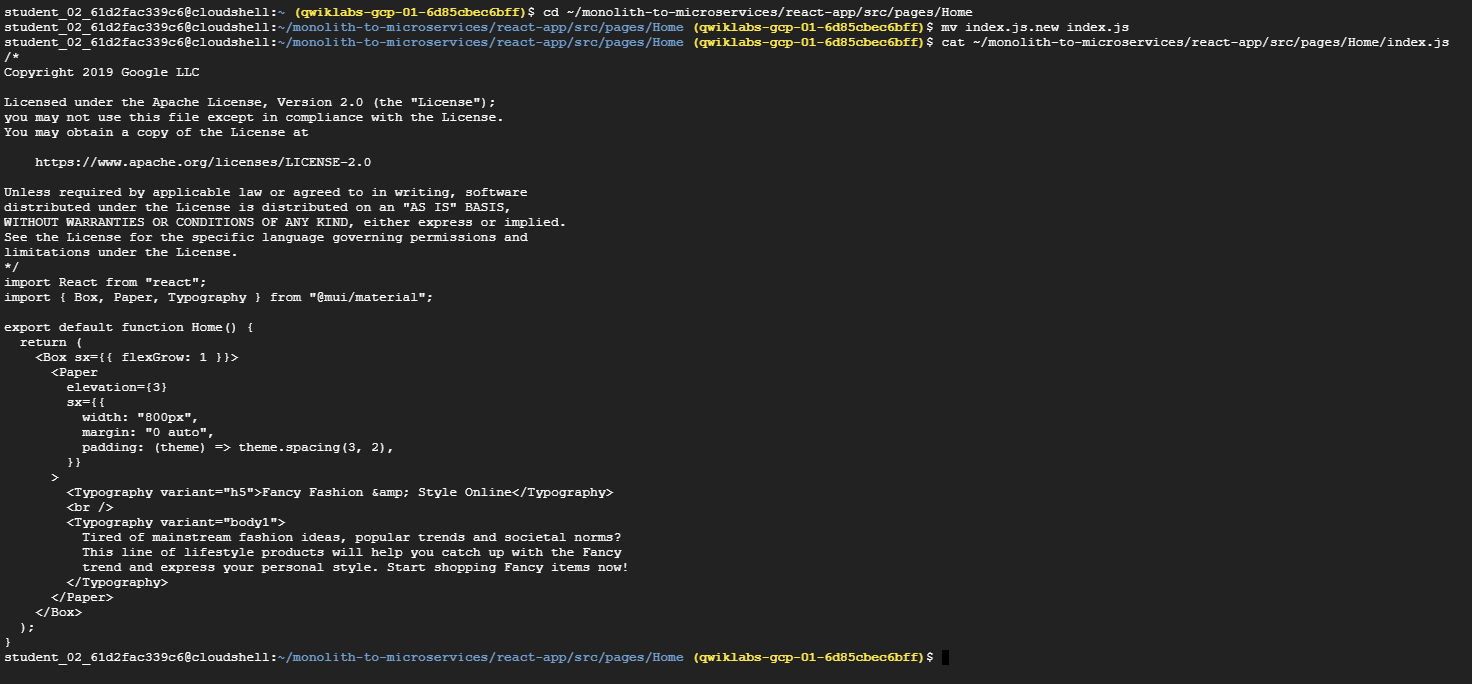 student_02_61d2fac339c6@cloudshell:~ (qwiklabs-gcp-01-6d85cbec6bff)$ cd ~/monolith-to-microservices/react-app/src/pages/Home
student_02_61d2fac339c6@cloudshell:~/monolith-to-microservices/react-app/src/pages/Home (qwiklabs-gcp-01-6d85cbec6bff)$ mv index.js.new index.js
student_02_61d2fac339c6@cloudshell:~/monolith-to-microservices/react-app/src/pages/Home (qwiklabs-gcp-01-6d85cbec6bff)$ cat ~/monolith-to-microservices/react-app/src/pages/Home/index.js
/*
Copyright 2019 Google LLC

Licensed under the Apache License, Version 2.0 (the "License");
you may not use this file except in compliance with the License.
You may obtain a copy of the License at

    https://www.apache.org/licenses/LICENSE-2.0

Unless required by applicable law or agreed to in writing, software
distributed under the License is distributed on an "AS IS" BASIS,
WITHOUT WARRANTIES OR CONDITIONS OF ANY KIND, either express or implied.
See the License for the specific language governing permissions and
limitations under the License.
*/
import React from "react";
import { Box, Paper, Typography } from "@mui/material";

export default function Home() {
  return (
    <Box sx={{ flexGrow: 1 }}>
      <Paper
        elevation={3}
        sx={{
          width: "800px",
          margin: "0 auto",
          padding: (theme) => theme.spacing(3, 2),
        }}
      >
        <Typography variant="h5">Fancy Fashion &amp; Style Online</Typography>
        <br />
        <Typography variant="body1">
          Tired of mainstream fashion ideas, popular trends and societal norms?
          This line of lifestyle products will help you catch up with the Fancy
          trend and express your personal style. Start shopping Fancy items now!
        </Typography>
      </Paper>
    </Box>
  );
}
student_02_61d2fac339c6@cloudshell:~/monolith-to-microservices/react-app/src/pages/Home (qwiklabs-gcp-01-6d85cbec6bff)$